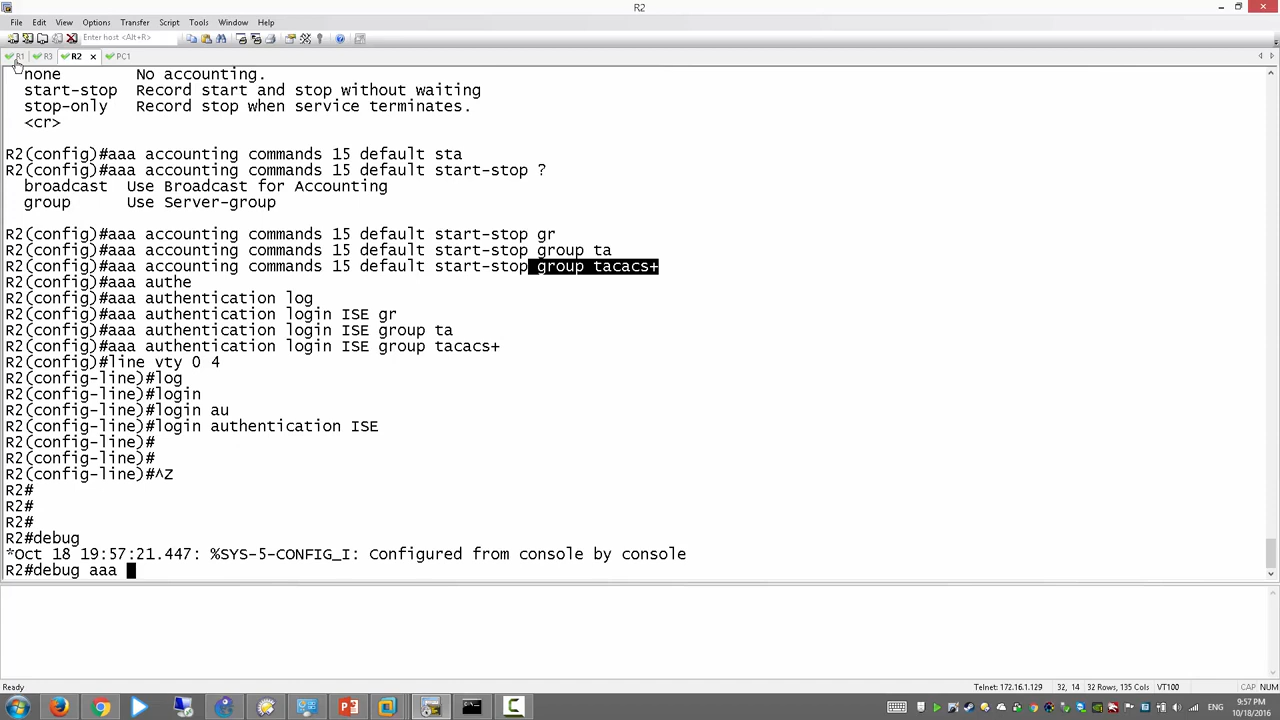 R2
File Edit View Options Transfer Script Tools Window Help
Enter host <Alt+R>
R1 R3 R2 PC1
none No accounting.
start-stop Record start and stop without waiting
stop-only Record stop when service terminates.
<cr>
R2(config)#aaa accounting commands 15 default sta
R2(config)#aaa accounting commands 15 default start-stop ?
broadcast Use Broadcast for Accounting
group Use Server-group
R2(config)#aaa accounting commands 15 default start-stop gr
R2(config)#aaa accounting commands 15 default start-stop group ta
R2(config)#aaa accounting commands 15 default start-stop group tacacs+
R2(config)#aaa authe
R2(config)#aaa authentication log
R2(config)#aaa authentication login ISE gr
R2(config)#aaa authentication login ISE group ta
R2(config)#aaa authentication login ISE group tacacs+
R2(config)#line vty 0 4
R2(config-line)#log
R2(config-line)#login
R2(config-line)#login au
R2(config-line)#login authentication ISE
R2(config-line)#
R2(config-line)#
R2(config-line)#^Z
R2#
R2#
R2#
R2#debug
*Oct 18 19:57:21.447: %SYS-5-CONFIG_I: Configured from console by console
R2#debug aaa
Ready Telnet: 172.16.1.129 32, 14 32 Rows, 135 Cols VT100 CAP NUM
ENG 9:57 PM
10/18/2016